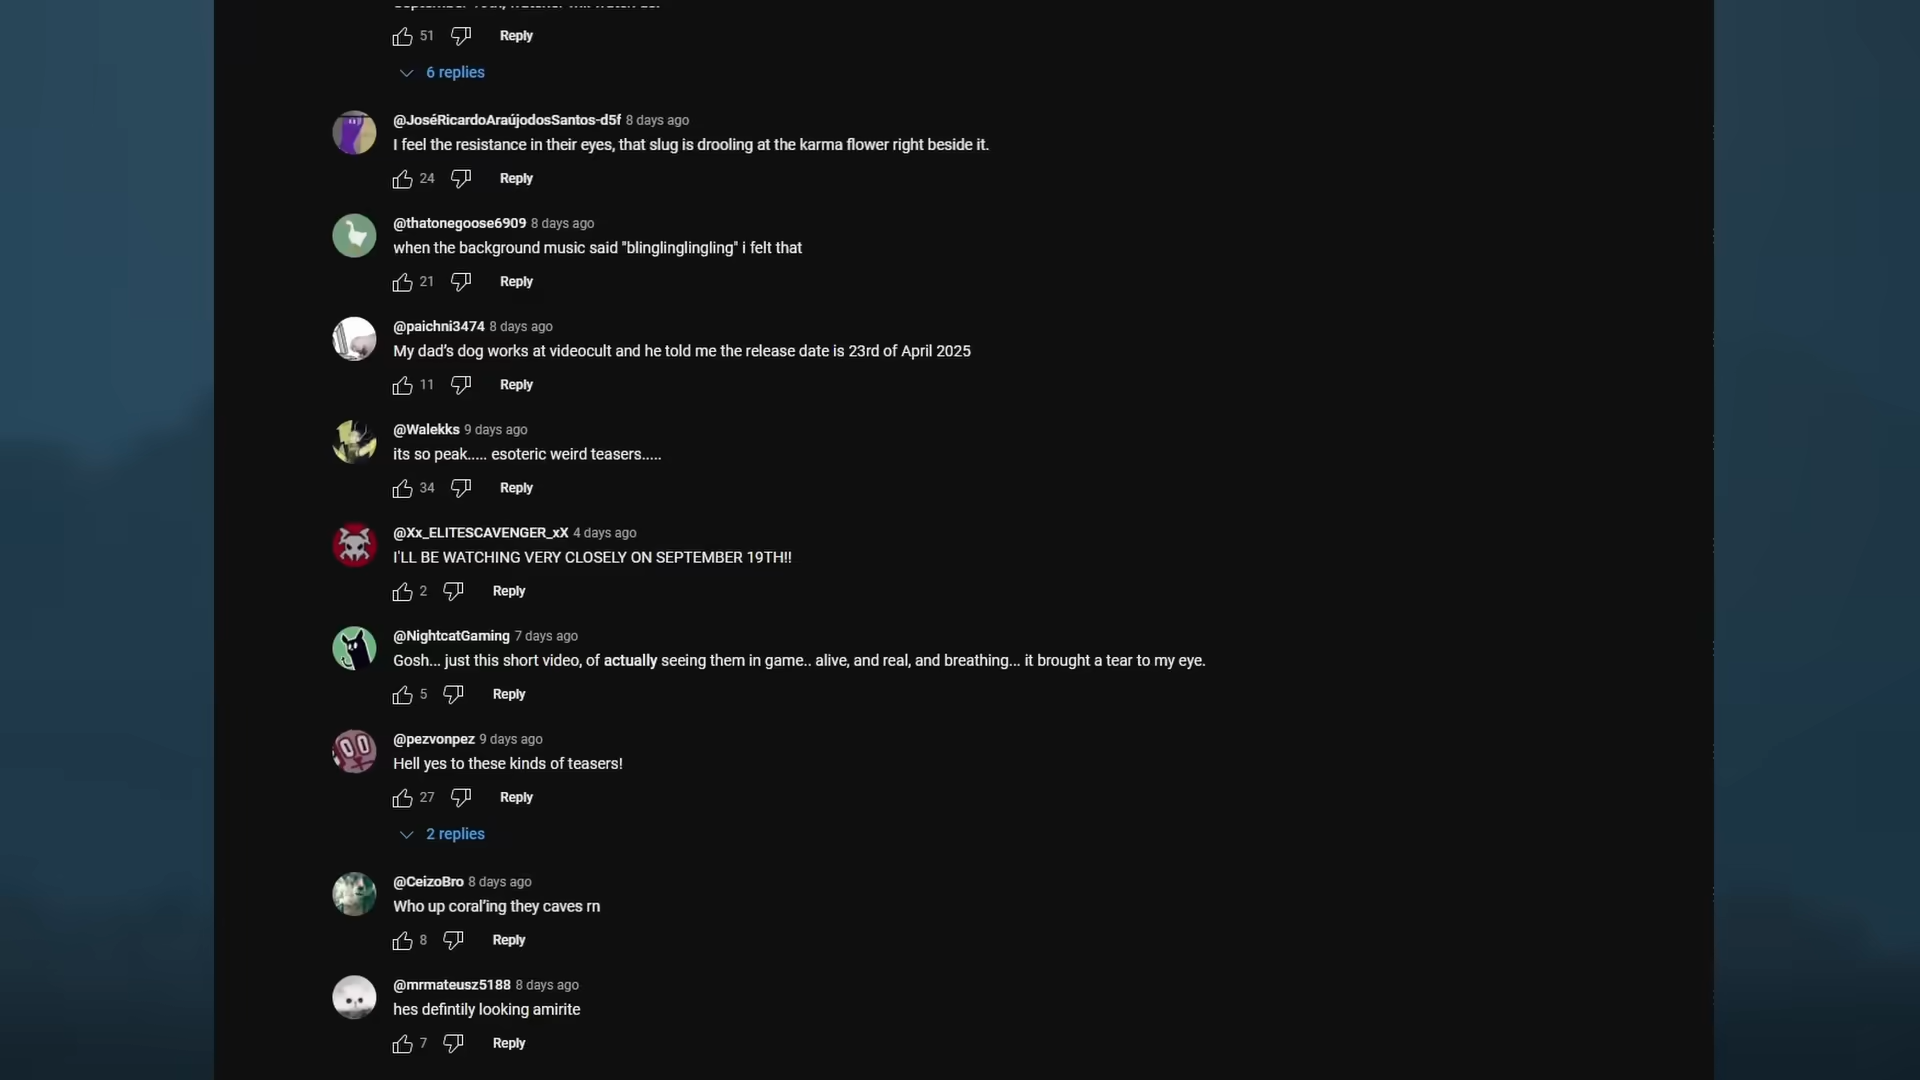 51 Reply
6 replies
@JoséRicardoAraújodosSantos-d5f 8 days ago
I feel the resistance in their eyes, that slug is drooling at the karma flower right beside it.
24 Reply
@thatonegoose6909 8 days ago
when the background music said "blinglinglingling" i felt that
21 Reply
@paichni3474 8 days ago
My dad’s dog works at videocult and he told me the release date is 23rd of April 2025
11 Reply
@Walekks 9 days ago
its so peak..... esoteric weird teasers.....
34 Reply
@Xx_ELITESCAVENGER_xX 4 days ago
I'LL BE WATCHING VERY CLOSELY ON SEPTEMBER 19TH!!
2 Reply
@NightcatGaming 7 days ago
Gosh... just this short video, of actually seeing them in game.. alive, and real, and breathing... it brought a tear to my eye.
5 Reply
@pezvonpez 9 days ago
Hell yes to these kinds of teasers!
27 Reply
2 replies
@CeizoBro 8 days ago
Who up coral’ing they caves rn
8 Reply
@mrmateusz5188 8 days ago
hes defintily looking amirite
7 Reply